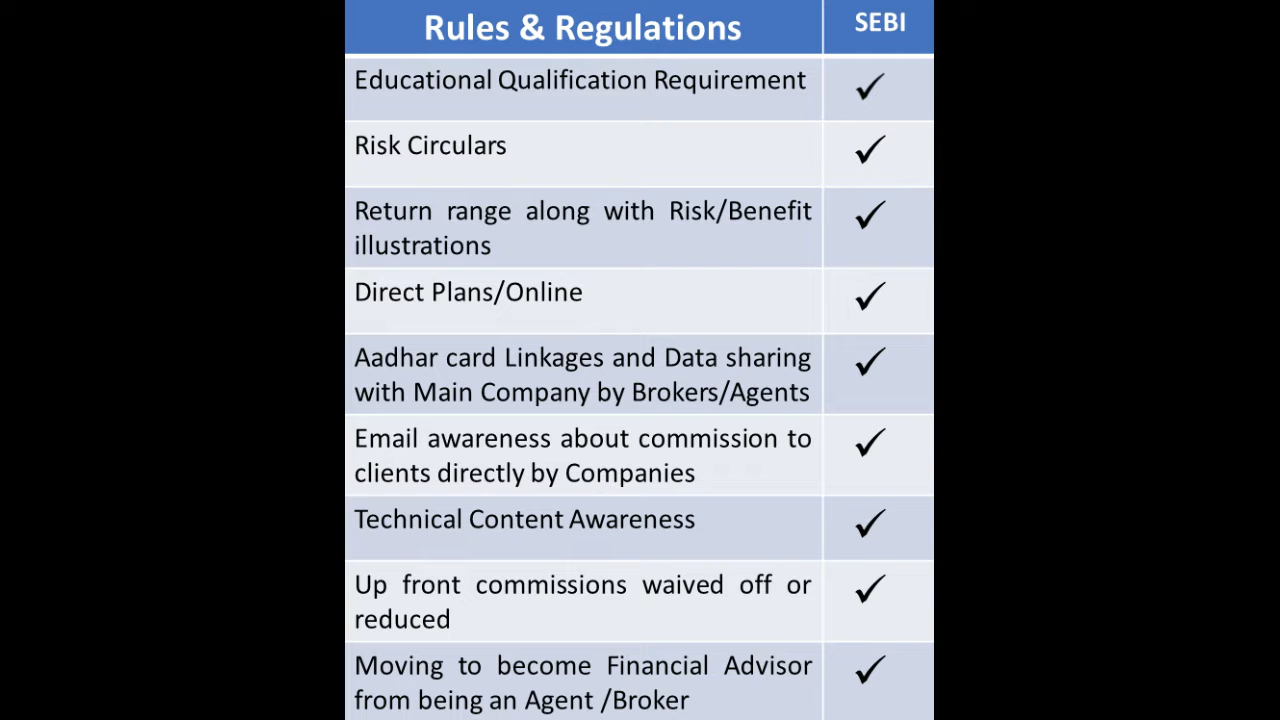 Rules & Regulations SEBI
Educational Qualification Requirement ✓
Risk Circulars ✓
Return range along with Risk/Benefit ✓
illustrations
Direct Plans/Online ✓
Aadhar card Linkages and Data sharing ✓
with Main Company by Brokers/Agents
Email awareness about commission to ✓
clients directly by Companies
Technical Content Awareness ✓
Up front commissions waived off or ✓
reduced
Moving to become Financial Advisor ✓
from being an Agent /Broker